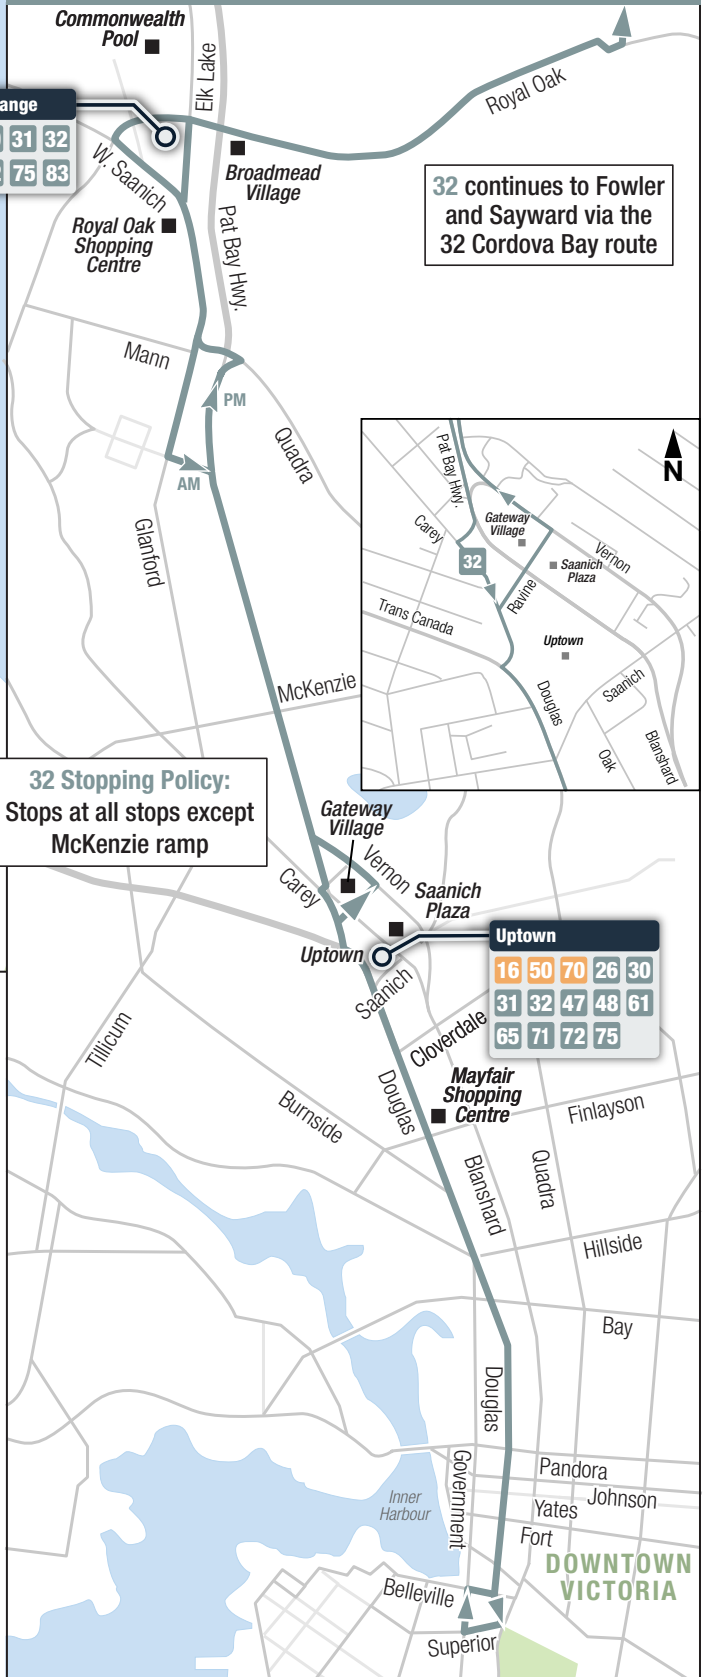 Commonwealth
Pool
Elk Lake
Royal Oak
ange
31 32
75 83
W. Saanich
Broadmead
Village
32 continues to Fowler
and Sayward via the
32 Cordova Bay route
Royal Oak
Shopping
Centre
Pat Bay Hwy.
Mann
PM
Quadra
AM
Glanford
N
Pat Bay Hwy.
Carey
Gateway
Village
Vernon
32
Saanich
Plaza
Ravine
Trans Canada
Uptown
Saanich
Douglas
Oak
Blanshard
McKenzie
32 Stopping Policy:
Stops at all stops except
McKenzie ramp
Gateway
Village
Vernon
Carey
Saanich
Plaza
Uptown
Uptown
16 50 70 26 30
31 32 47 48 61
65 71 72 75
Saanich
Cloverdale
Tillicum
Douglas
Mayfair
Shopping
Centre
Burnside
Finlayson
Blanshard
Quadra
Hillside
Bay
Douglas
Government
Pandora
Johnson
Yates
Fort
Inner
Harbour
DOWNTOWN
VICTORIA
Belleville
Superior